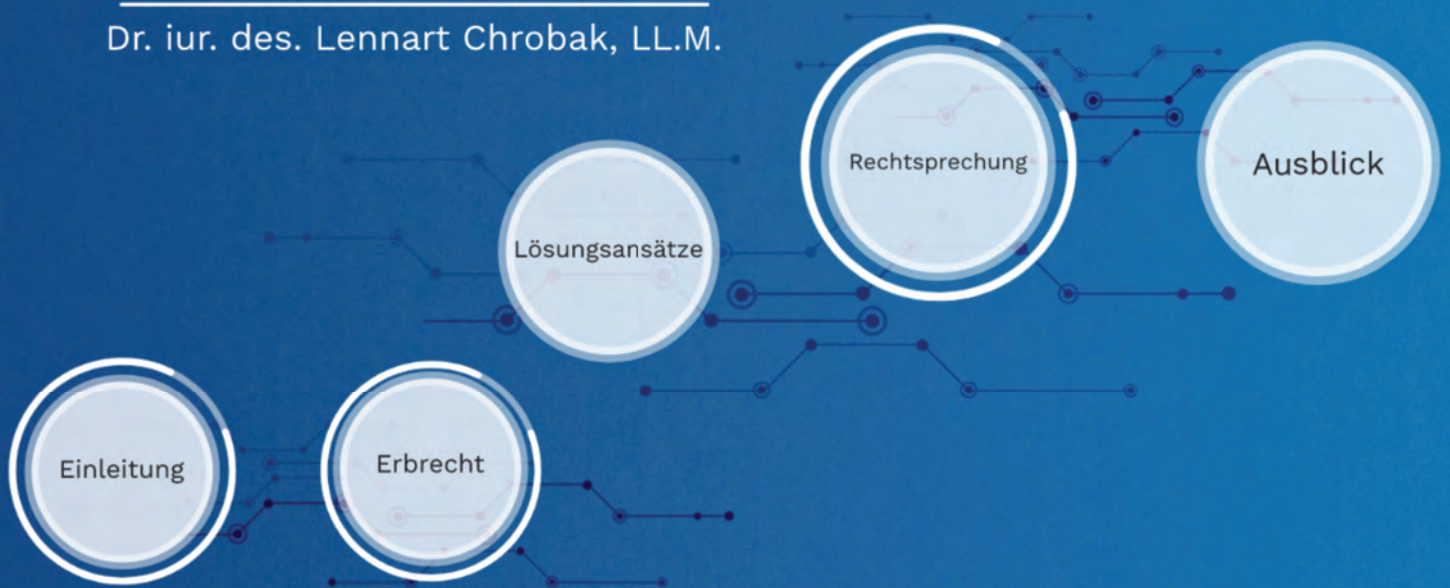 Dr. iur. des. Lennart Chrobak, LL.M.
Einleitung
Erbrecht
Lösungsansätze
Rechtsprechung
Ausblick